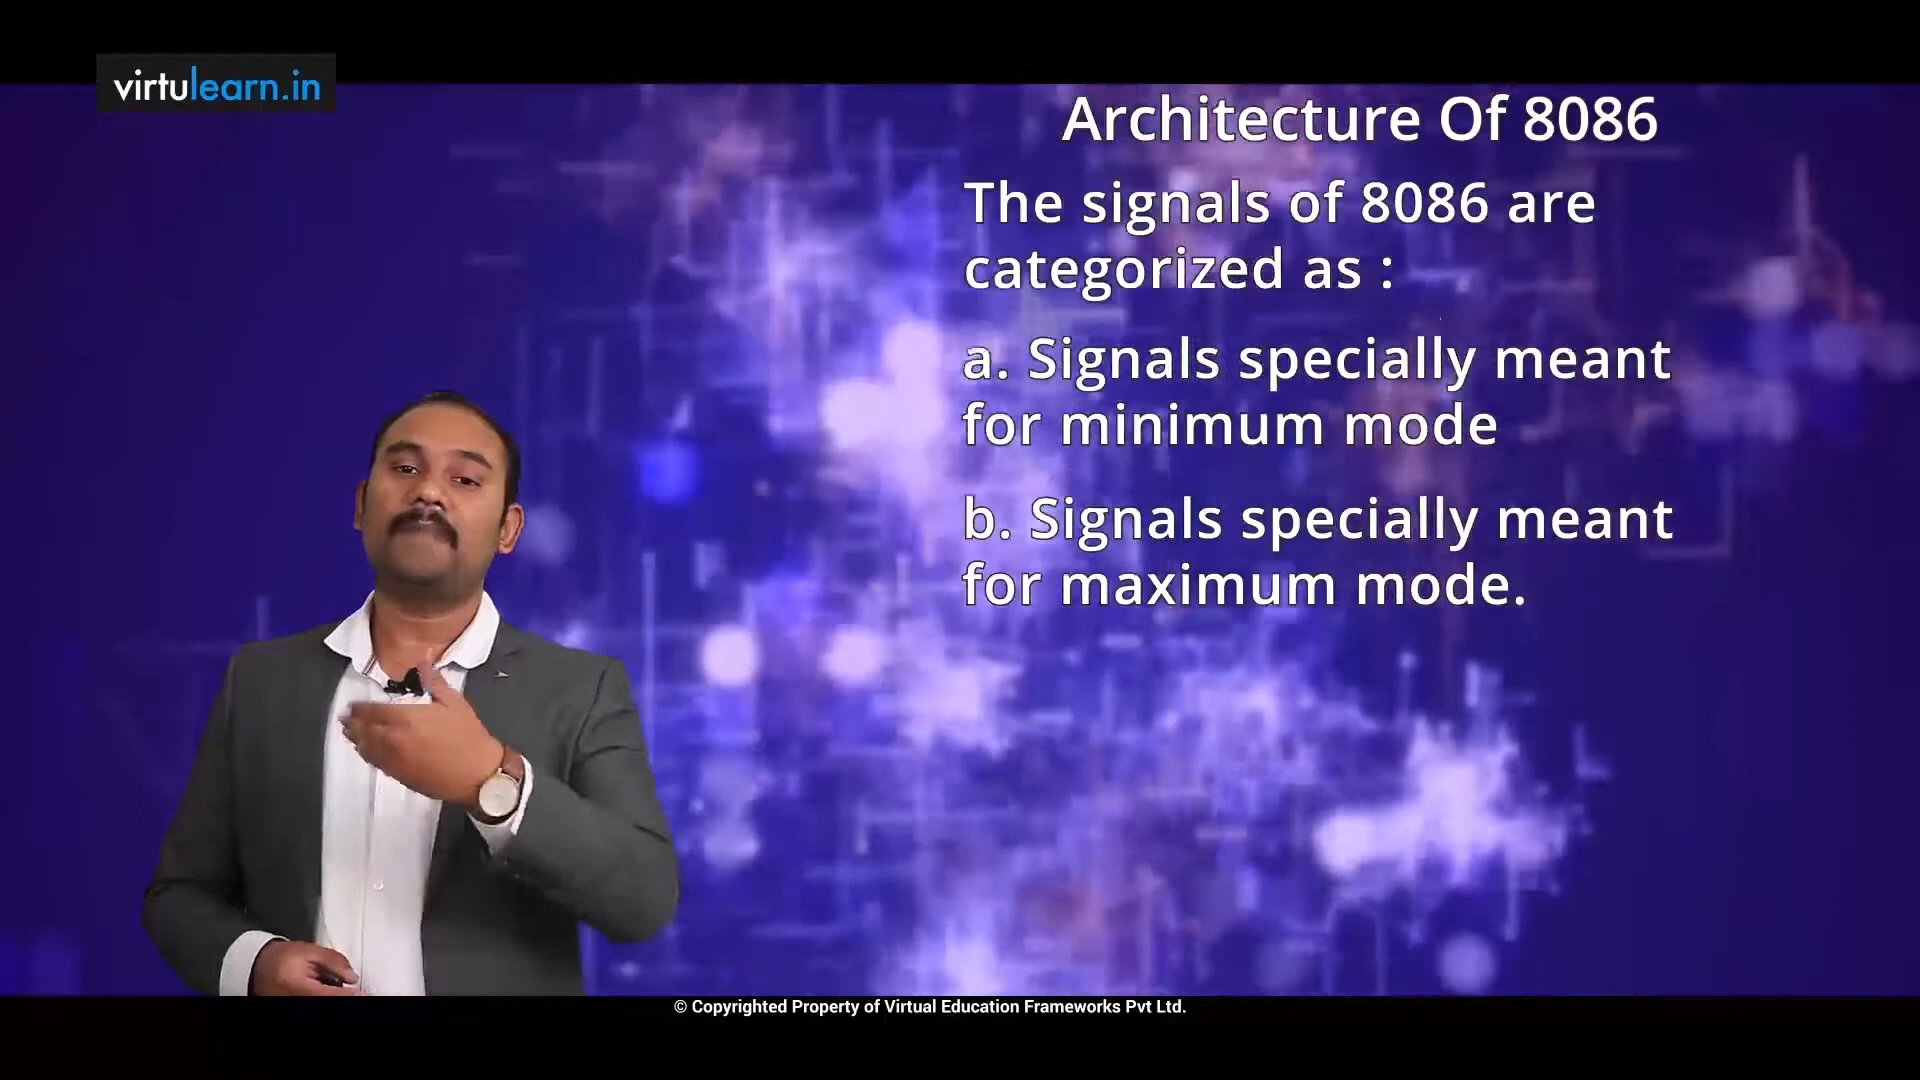 virtulearn.in
Architecture Of 8086
The signals of 8086 are
categorized as :
a. Signals specially meant
for minimum mode
b. Signals specially meant
for maximum mode.
© Copyrighted Property of Virtual Education Frameworks Pvt Ltd.